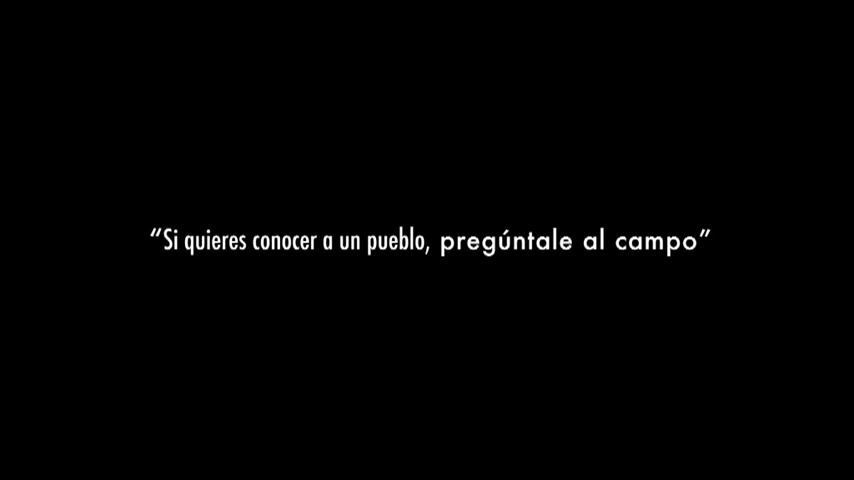 “Si quieres conocer a un pueblo, pregúntale al campo”